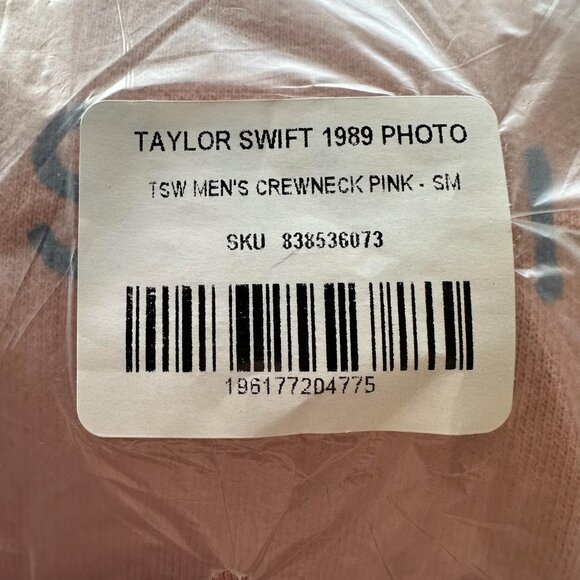 TAYLOR SWIFT 1989 PHOTO
TSW MEN'S CREWNECK PINK - SM
SKU 838536073
196177204775